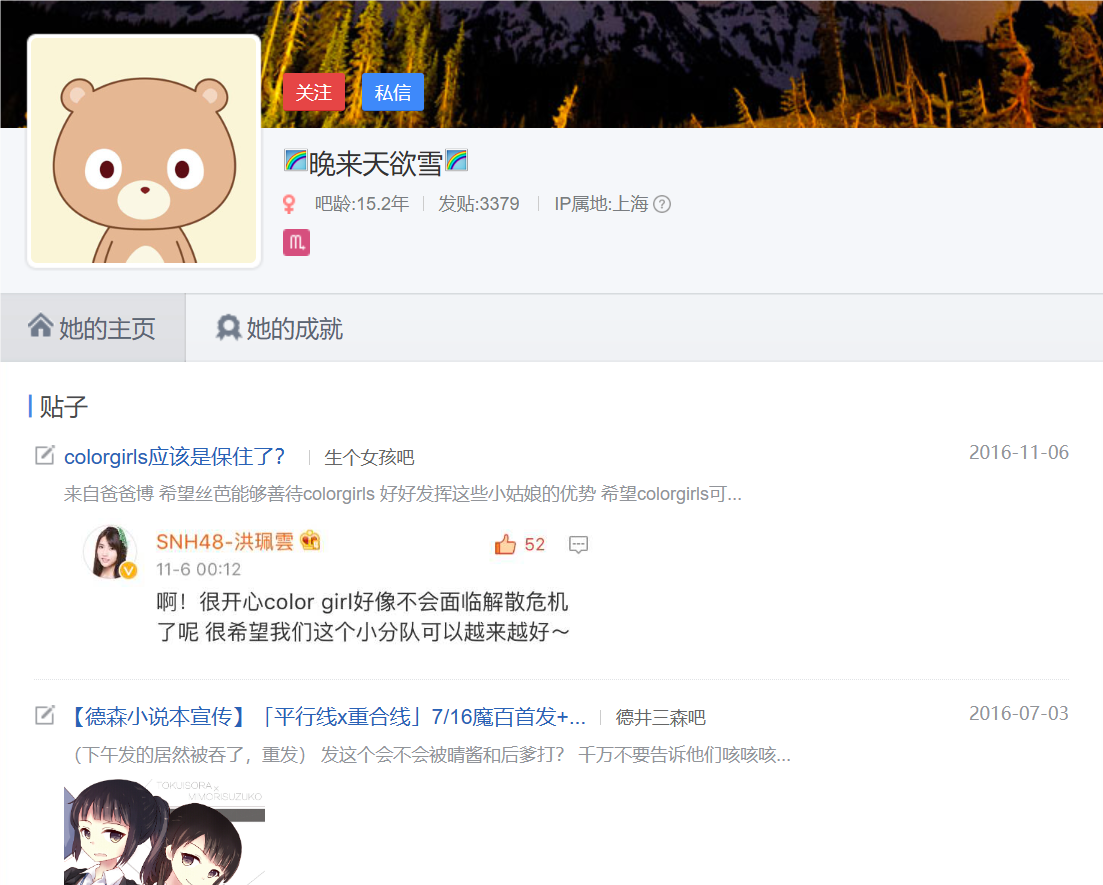 关注 私信
晚来天欲雪
吧龄:15.2年 发贴:3379 IP属地:上海 ?
她的主页 她的成就
贴子
colorgirls应该是保住了? 生个女孩吧 2016-11-06
来自爸爸博 希望丝芭能够善待colorgirls 好好发挥这些小姑娘的优势 希望colorgirls可...
SNH48-洪珮雲 52
11-6 00:12
啊！很开心color girl好像不会面临解散危机
了呢 很希望我们这个小分队可以越来越好～
【德森小说本宣传】「平行线x重合线」7/16魔百首发+... 德井三森吧 2016-07-03
（下午发的居然被吞了，重发） 发这个会不会被晴酱和后爹打？ 千万不要告诉他们咳咳咳...
TOKUISORA
x
MIMORISUZUKO